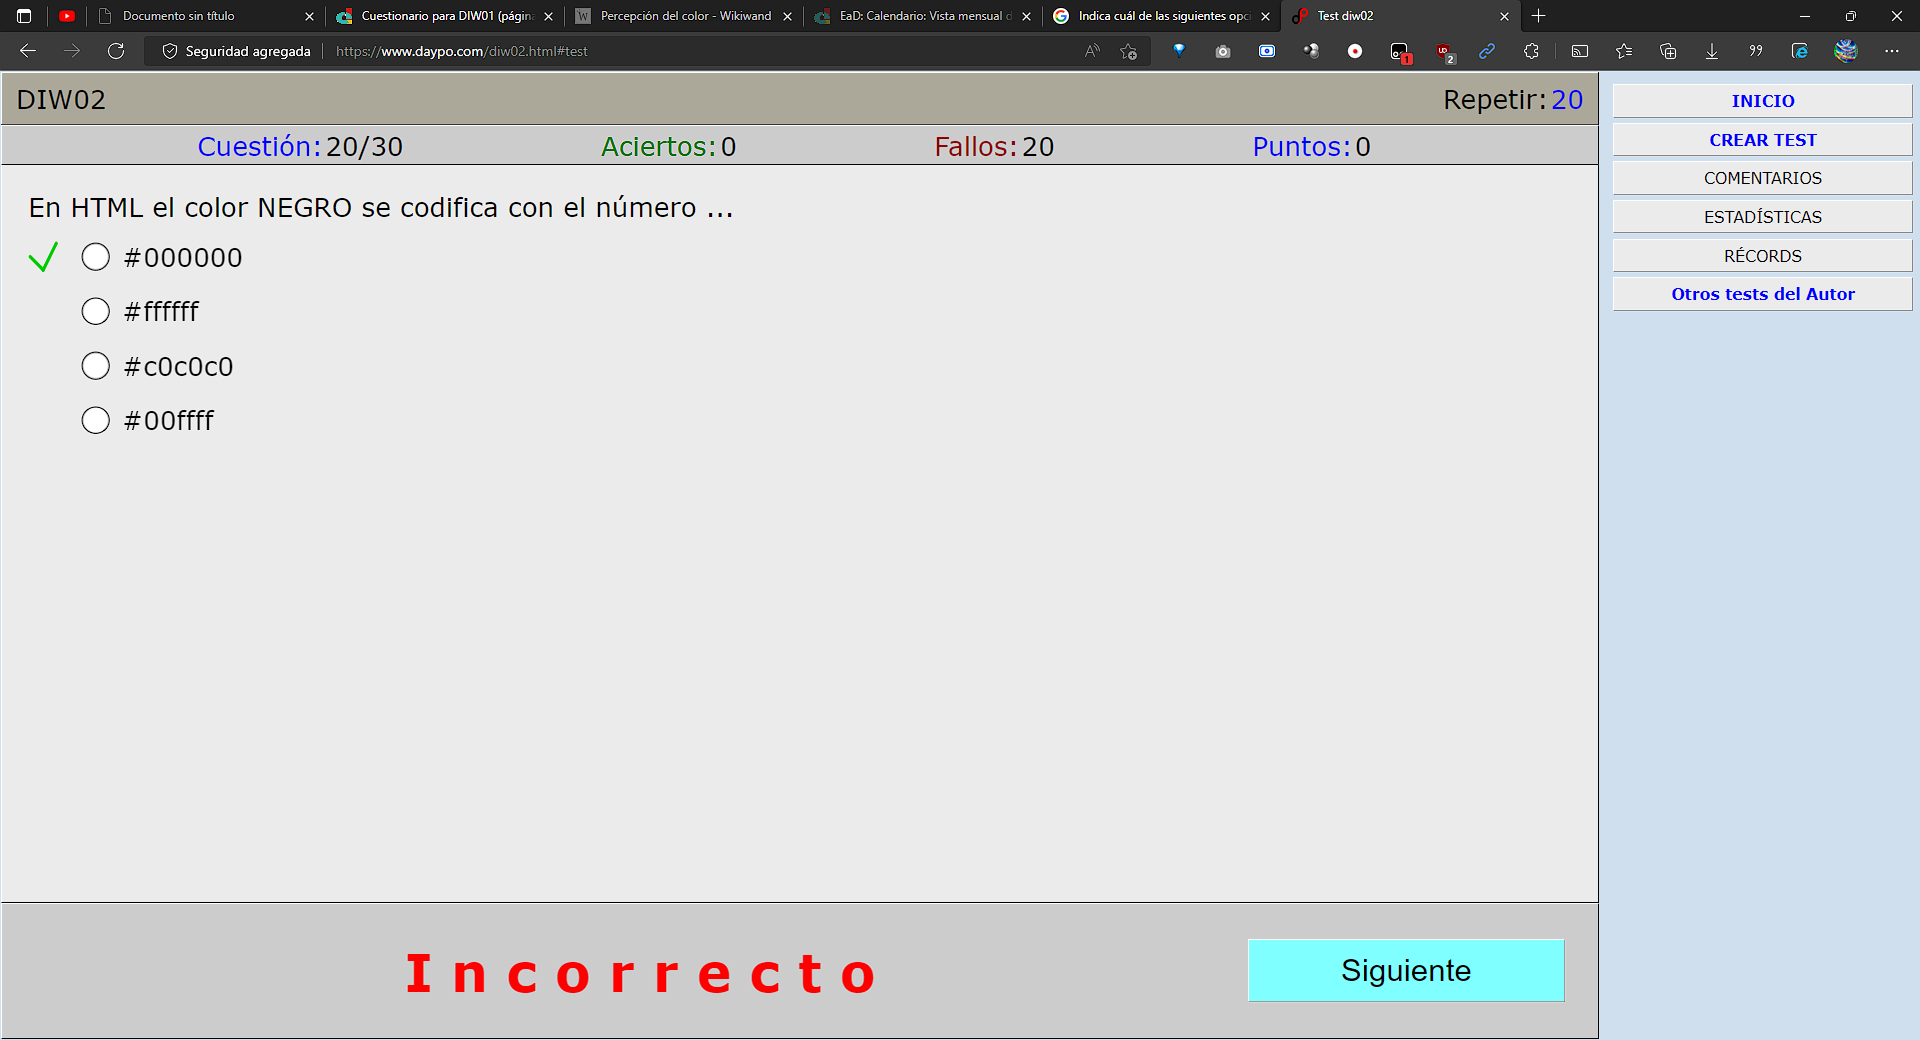 Documento sin título
Cuestionario para DIW01 (págin
Percepción del color - Wikiwand
EaD: Calendario: Vista mensual d
Indica cuál de las siguientes opc
Test diw02
Seguridad agregada
https://www.daypo.com/diw02.html#test
DIW02
Repetir: 20
Cuestión: 20/30
Aciertos: 0
Fallos: 20
Puntos: 0
En HTML el color NEGRO se codifica con el número ...
#000000
#ffffff
#c0c0c0
#00ffff
Incorrecto
Siguiente
INICIO
CREAR TEST
COMENTARIOS
ESTADÍSTICAS
RÉCORDS
Otros tests del Autor